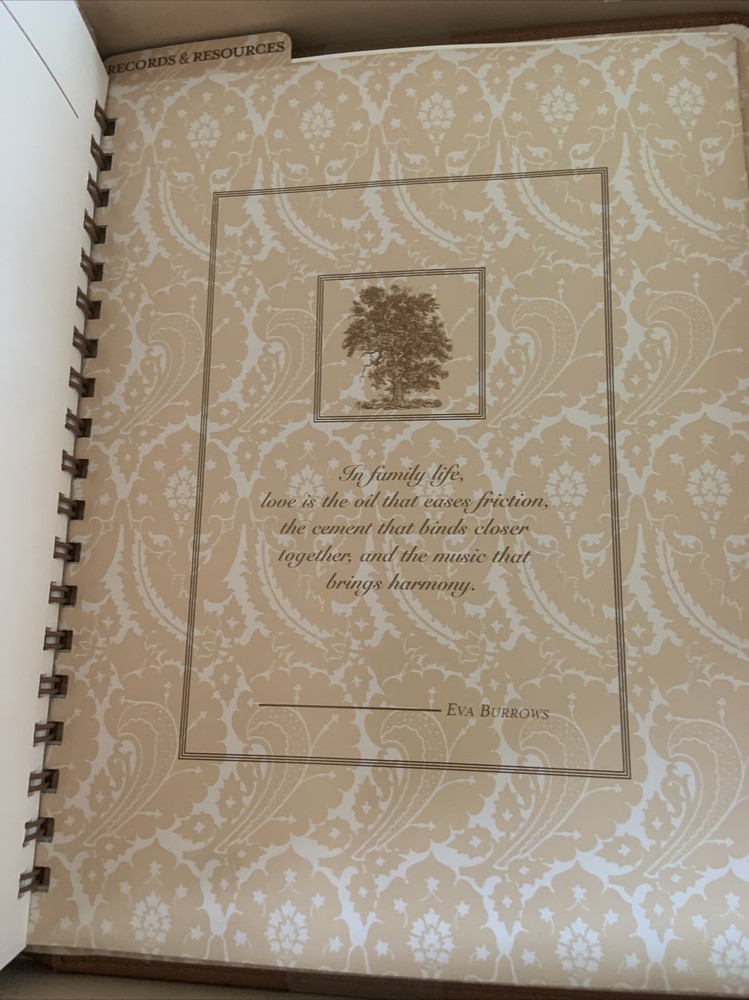 RECORDS & RESOURCES
In family life,
love is the oil that eases friction,
the cement that binds closer
together, and the music that
brings harmony.
EVA BURROWS